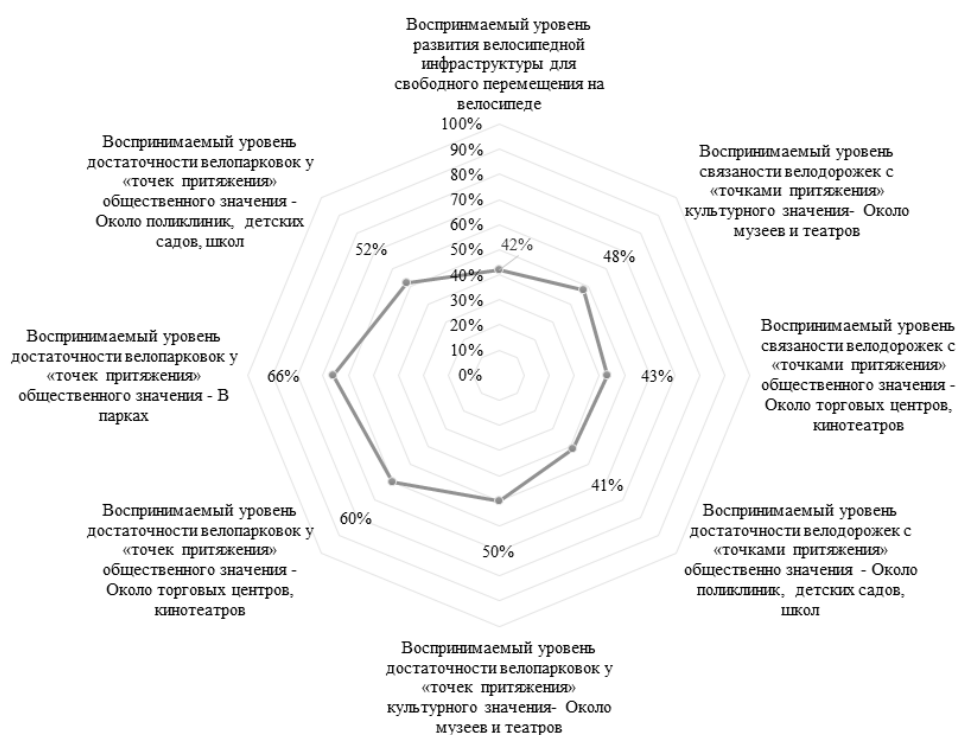 Воспринмаемый уровень
развития велосипедной
инфраструктуры для
свободного перемещения на
велосипеде
Воспринимаемый уровень
достаточности велопарковок у
«точек притяжения»
общественного значения -
Около поликлиник, детских
садов, школ
Воспринимаемый уровень
связаности велодорожек с
«точками притяжения»
культурного значения- Около
музеев и театров
100%
90%
80%
70%
60%
50%
40%
30%
20%
10%
0%
42%
48%
52%
Воспринимаемый уровень
достаточности велопарковок у
«точек притяжения»
общественного значения - В
парках
66%
43%
Воспринимаемый уровень
связаности велодорожек с
«точками притяжения»
общественного значения -
Около торговых центров,
кинотеатров
Воспринимаемый уровень
достаточности велопарковок у
«точек притяжения»
общественного значения -
Около торговых центров,
кинотеатров
60%
50%
41%
Воспринимаемый уровень
достаточности велодорожек с
«точками притяжения»
общественно значения - Около
поликлиник, детских садов,
школ
Воспринимаемый уровень
достаточности велопарковок у
«точек притяжения»
культурного значения- Около
музеев и театров